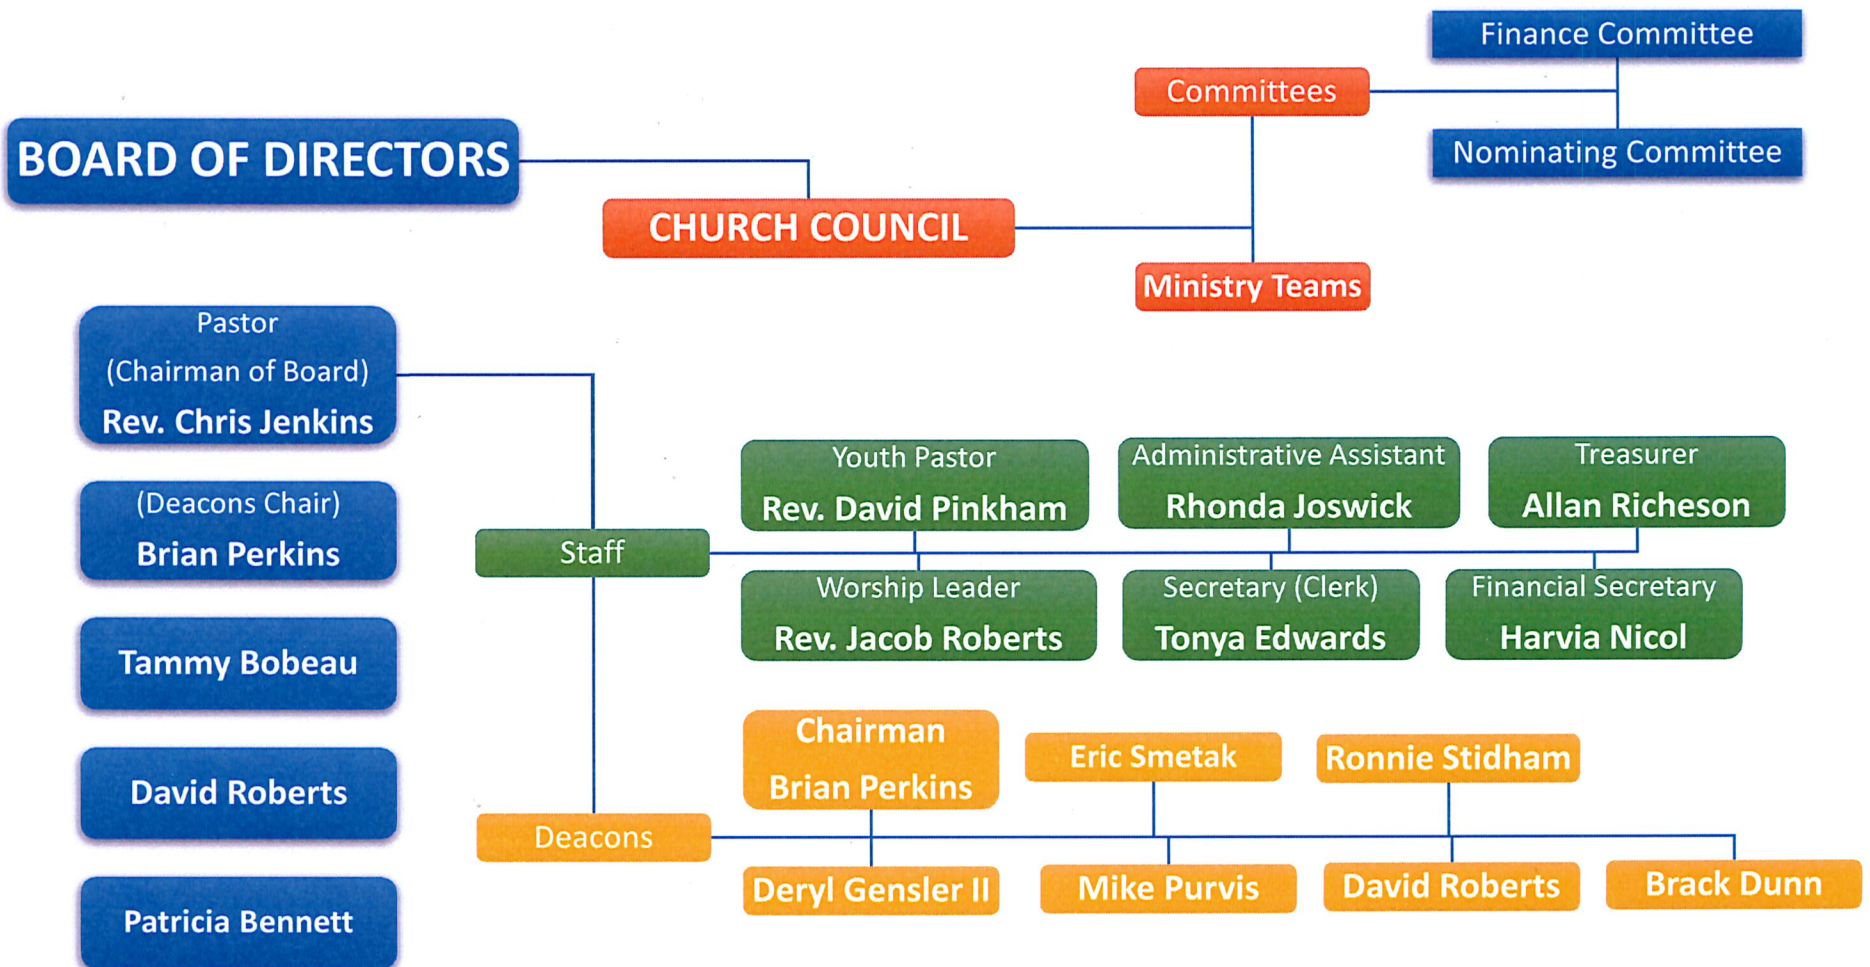 Finance Committee
Committees
Nominating Committee
BOARD OF DIRECTORS
CHURCH COUNCIL
Ministry Teams
Pastor
(Chairman of Board)
Rev. Chris Jenkins
(Deacons Chair)
Brian Perkins
Tammy Bobeau
David Roberts
Patricia Bennett
Staff
Youth Pastor
Rev. David Pinkham
Administrative Assistant
Rhonda Joswick
Treasurer
Allan Richeson
Worship Leader
Rev. Jacob Roberts
Secretary (Clerk)
Tonya Edwards
Financial Secretary
Harvia Nicol
Deacons
Chairman
Brian Perkins
Eric Smetak
Ronnie Stidham
Deryl Gensler II
Mike Purvis
David Roberts
Brack Dunn